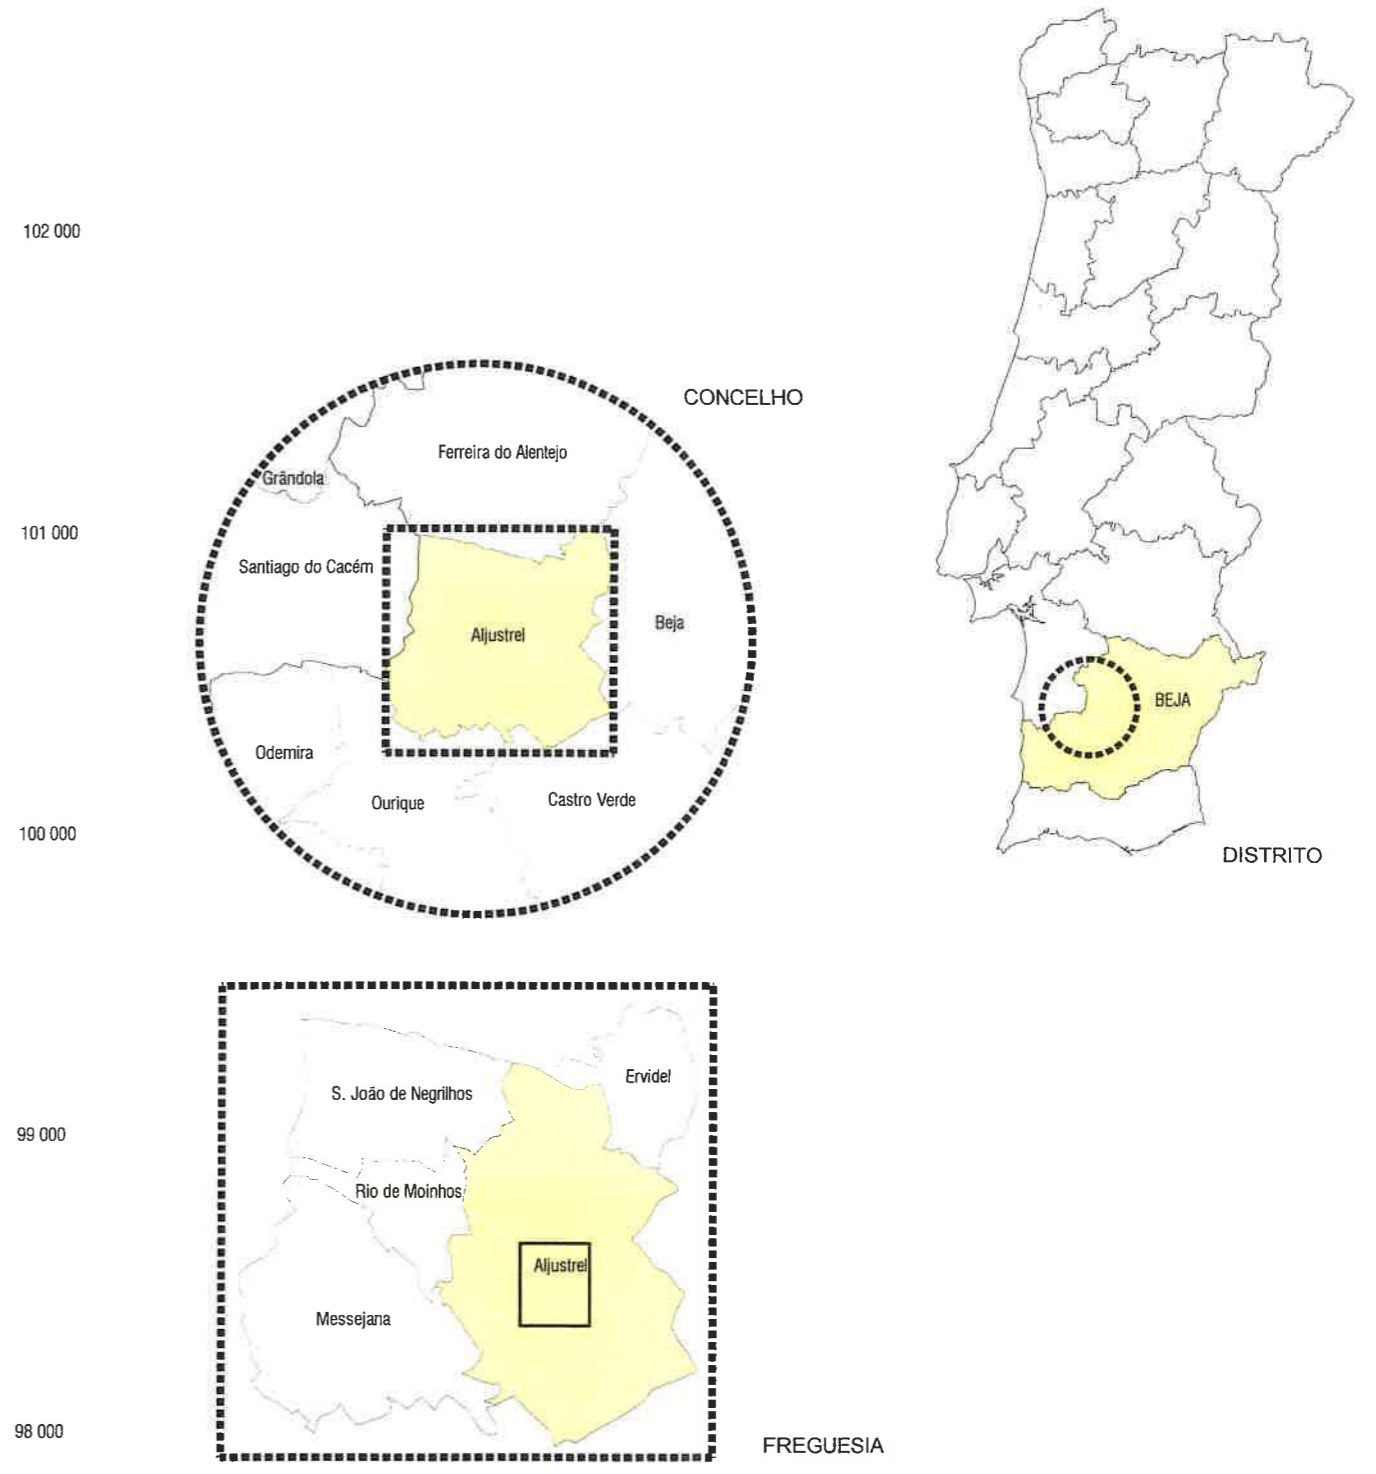 102 000
CONCELHO
Ferreira do Alentejo
Grândola
101 000
Santiago do Cacém
Beja
Aljustrel
BEJA
Odemira
Castro Verde
Ourique
100 000
DISTRITO
Ervidel
S. João de Negrilhos
99 000
Rio de Moinhos
Aljustrel
Messejana
98 000
FREGUESIA